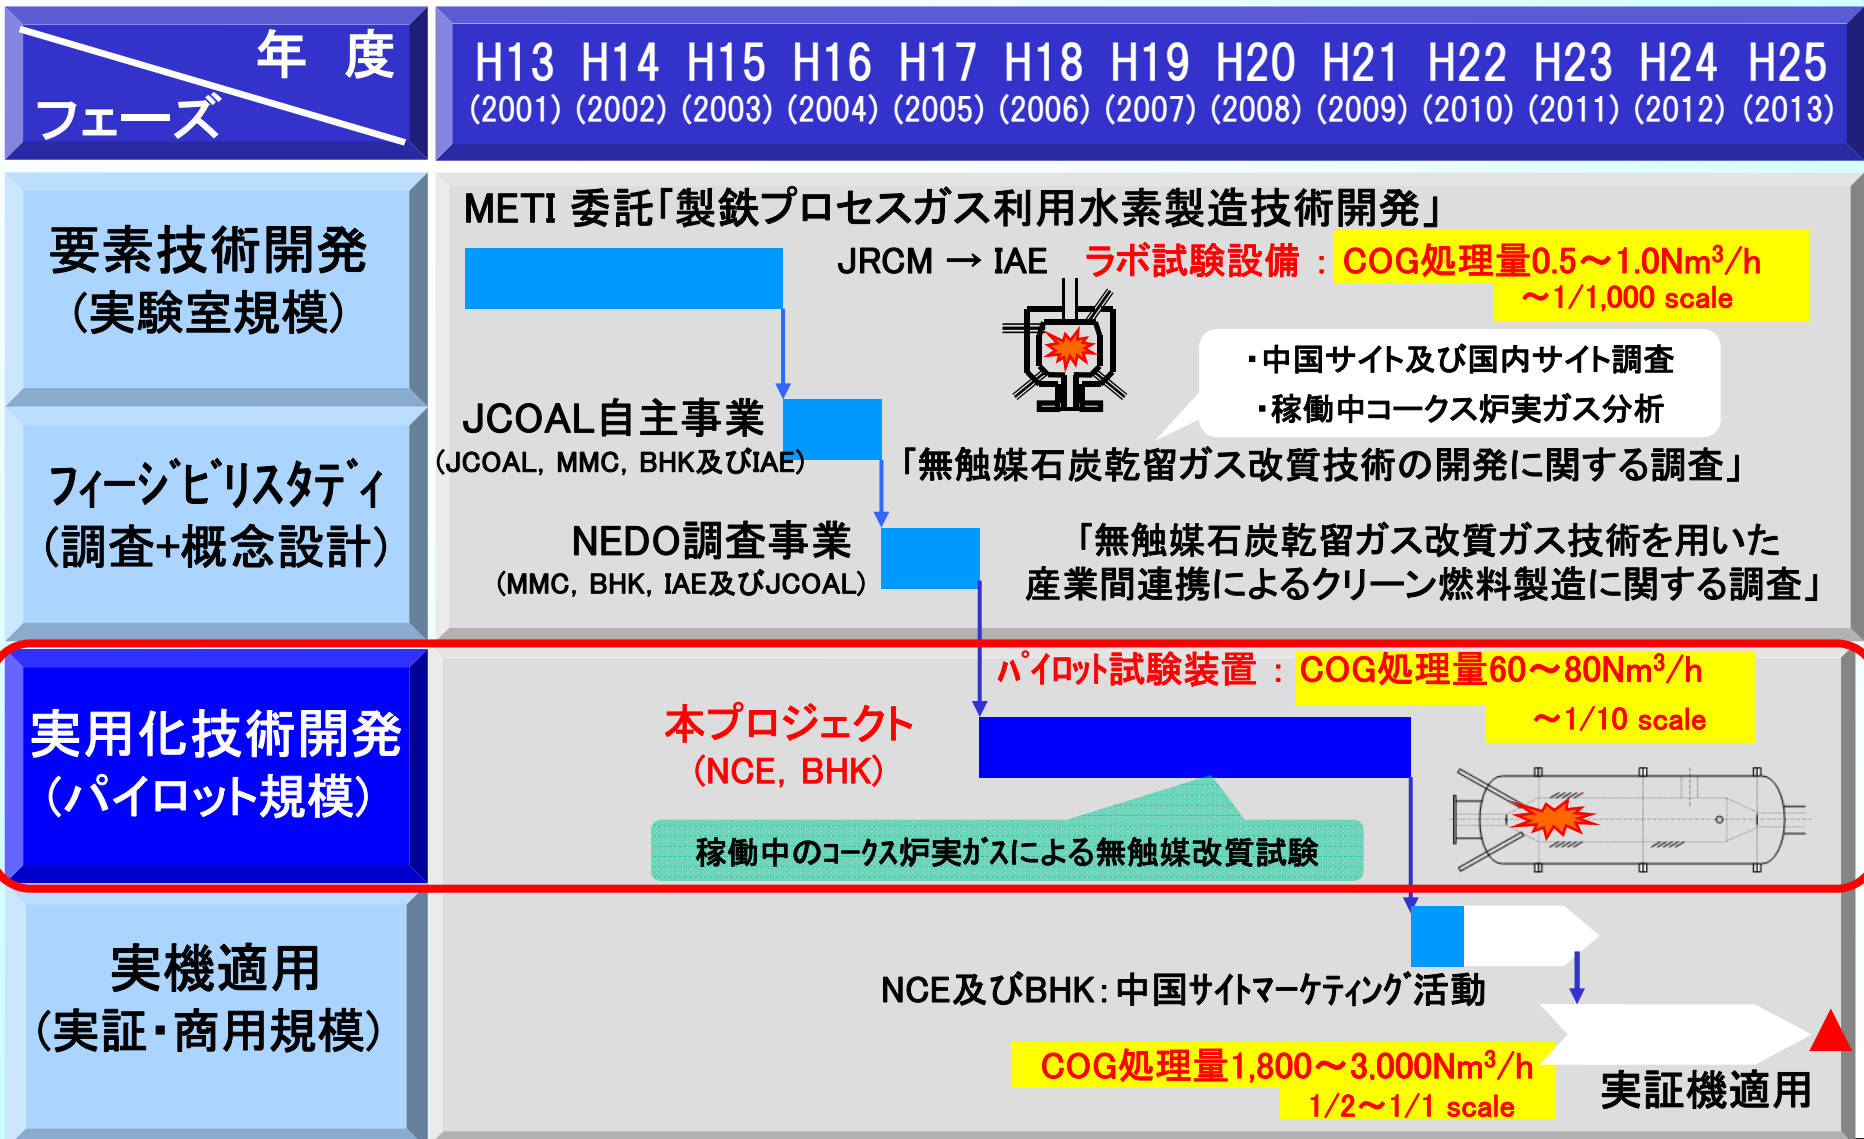 年 度
フェーズ
H13 H14 H15 H16 H17 H18 H19 H20 H21 H22 H23 H24 H25
(2001) (2002) (2003) (2004) (2005) (2006) (2007) (2008) (2009) (2010) (2011) (2012) (2013)
要素技術開発
(実験室規模)
METI 委託「製鉄プロセスガス利用水素製造技術開発」
JRCM → IAE
ラボ試験設備 : COG処理量0.5～1.0Nm³/h
～1/1,000 scale
・中国サイト及び国内サイト調査
・稼働中コークス炉実ガス分析
フィージビリスタディ
(調査+概念設計)
JCOAL自主事業
(JCOAL, MMC, BHK及びIAE)
「無触媒石炭乾留ガス改質技術の開発に関する調査」
NEDO調査事業
(MMC, BHK, IAE及びJCOAL)
「無触媒石炭乾留ガス改質ガス技術を用いた
産業間連携によるクリーン燃料製造に関する調査」
実用化技術開発
(パイロット規模)
パイロット試験装置 : COG処理量60～80Nm³/h
～1/10 scale
本プロジェクト
(NCE, BHK)
稼働中のコークス炉実ガスによる無触媒改質試験
実機適用
(実証・商用規模)
NCE及びBHK:中国サイトマーケティング活動
COG処理量1,800～3.000Nm³/h
1/2～1/1 scale
実証機適用